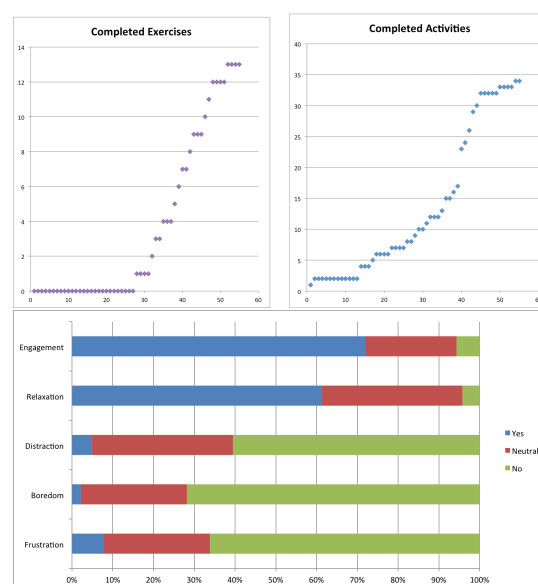 Completed Exercises
14
12
10
8
6
4
2
0
0 10 20 30 40 50 60
Completed Activities
40
35
30
25
20
15
10
5
0
0 10 20 30 40 50 60
Engagement
Relaxation
Distraction
Boredom
Frustration
0% 10% 20% 30% 40% 50% 60% 70% 80% 90% 100%
Yes
Neutral
No